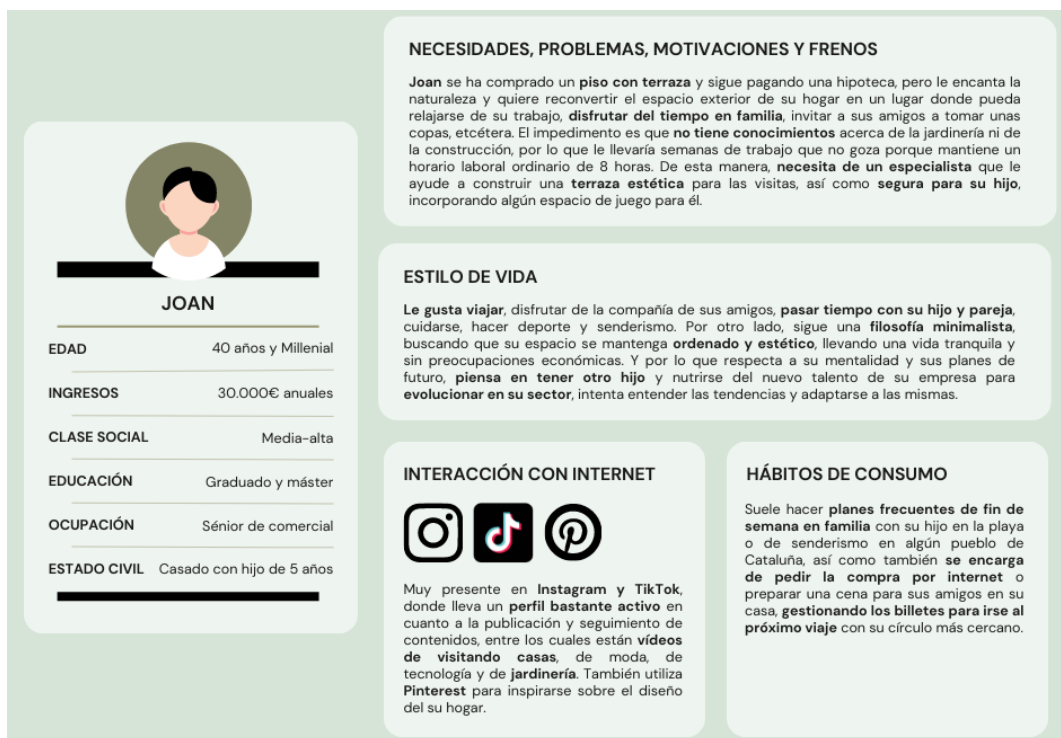 NECESIDADES, PROBLEMAS, MOTIVACIONES Y FRENOS
Joan se ha comprado un piso con terraza y sigue pagando una hipoteca, pero le encanta la
naturaleza y quiere reconvertir el espacio exterior de su hogar en un lugar donde pueda
relajarse de su trabajo, disfrutar del tiempo en familia, invitar a sus amigos a tomar unas
copas, etcétera. El impedimento es que no tiene conocimientos acerca de la jardinería ni de
la construcción, por lo que le llevaría semanas de trabajo que no goza porque mantiene un
horario laboral ordinario de 8 horas. De esta manera, necesita de un especialista que le
ayude a construir una terraza estética para las visitas, así como segura para su hijo,
incorporando algún espacio de juego para él.
JOAN
EDAD 40 años y Millenial
INGRESOS 30.000€ anuales
CLASE SOCIAL Media-alta
EDUCACIÓN Graduado y máster
OCUPACIÓN Sénior de comercial
ESTADO CIVIL Casado con hijo de 5 años
ESTILO DE VIDA
Le gusta viajar, disfrutar de la compañía de sus amigos, pasar tiempo con su hijo y pareja,
cuidarse, hacer deporte y senderismo. Por otro lado, sigue una filosofía minimalista,
buscando que su espacio se mantenga ordenado y estético, llevando una vida tranquila y
sin preocupaciones económicas. Y por lo que respecta a su mentalidad y sus planes de
futuro, piensa en tener otro hijo y nutrirse del nuevo talento de su empresa para
evolucionar en su sector, intenta entender las tendencias y adaptarse a las mismas.
INTERACCIÓN CON INTERNET
Muy presente en Instagram y TikTok,
donde lleva un perfil bastante activo en
cuanto a la publicación y seguimiento de
contenidos, entre los cuales están vídeos
de visitando casas, de moda, de
tecnología y de jardinería. También utiliza
Pinterest para inspirarse sobre el diseño
del su hogar.
HÁBITOS DE CONSUMO
Suele hacer planes frecuentes de fin de
semana en familia con su hijo en la playa
o de senderismo en algún pueblo de
Cataluña, así como también se encarga
de pedir la compra por internet o
preparar una cena para sus amigos en su
casa, gestionando los billetes para irse al
próximo viaje con su círculo más cercano.